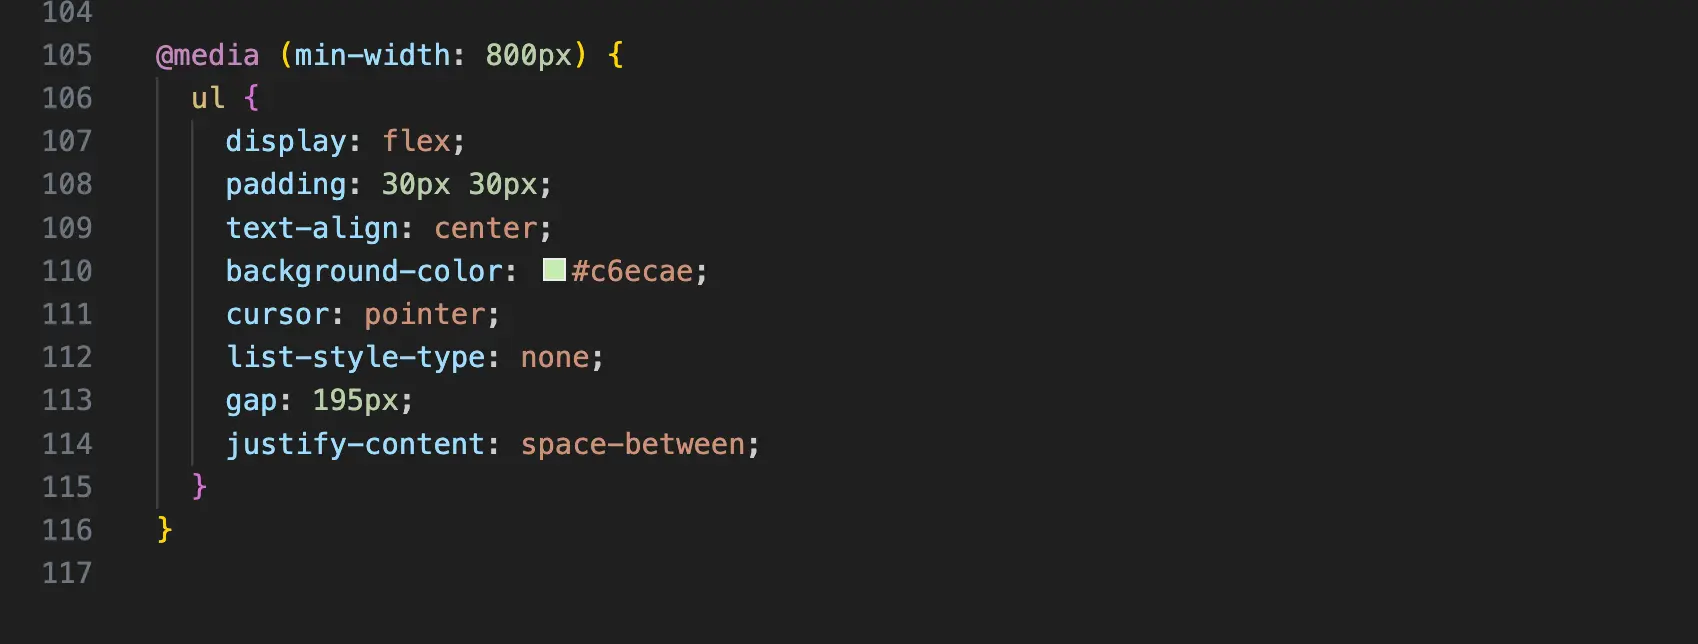 104
105 @media (min-width: 800px) {
106 ul {
107 display: flex;
108 padding: 30px 30px;
109 text-align: center;
110 background-color: #c6ecae;
111 cursor: pointer;
112 list-style-type: none;
113 gap: 195px;
114 justify-content: space-between;
115 }
116 }
117